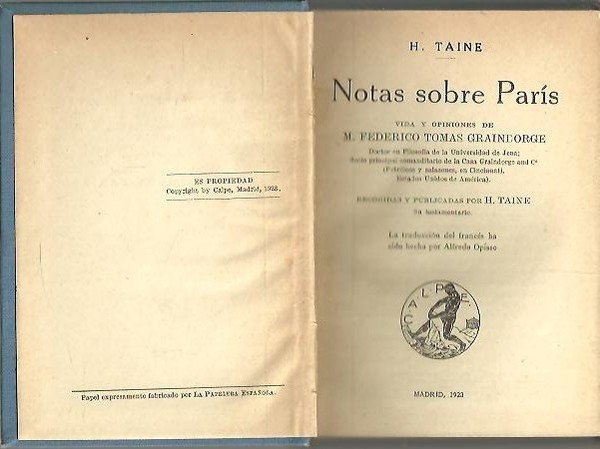 ES PROPIEDAD
Copyright by Calpe, Madrid, 1923.
Papel expresamente fabricado por LA PAPELERA ESPAÑOLA.
H. TAINE
Notas sobre París
VIDA Y OPINIONES DE
M. FEDERICO TOMAS GRAINDORGE
Doctor en Filosofía de la Universidad de Jena;
socio principal comanditario de la Casa Graindorge and Cº
(Petróleos y salazones, en Cincinnati,
Estados Unidos de América).
RECOGIDAS Y PUBLICADAS POR H. TAINE
Su testamentario.
La traducción del francés ha
sido hecha por Alfredo Opisso
CALPE
MADRID, 1923